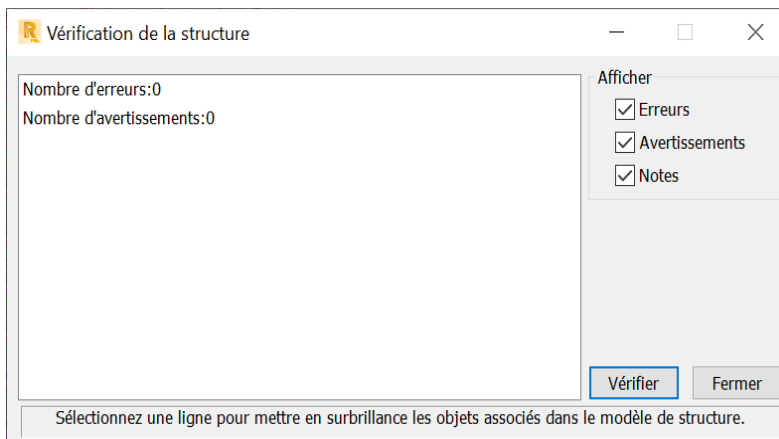 Vérification de la structure
Nombre d'erreurs:0
Nombre d'avertissements:0
Afficher
Erreurs
Avertissements
Notes
Vérifier
Fermer
Sélectionnez une ligne pour mettre en surbrillance les objets associés dans le modèle de structure.